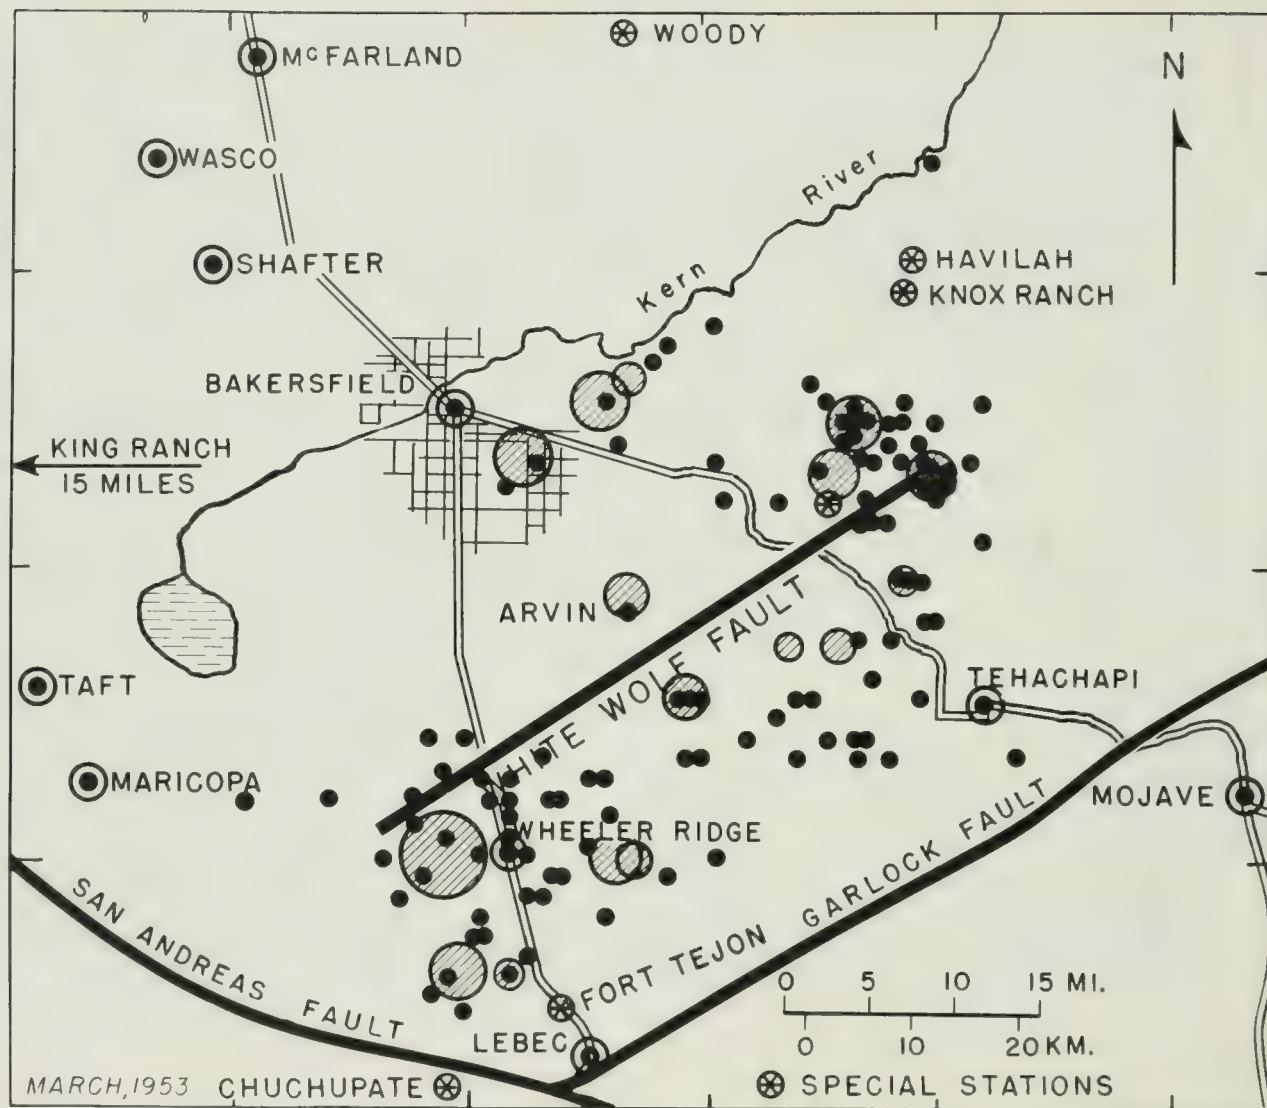 WOODY
McFARLAND
N
WASCO
River
SHAFTER
HAVILAH
Kern
KNOX RANCH
BAKERSFIELD
KING RANCH
15 MILES
ARVIN
WHITE WOLF FAULT
TAFT
TEHACHAPI
MARICOPA
MOJAVE
WHEELER RIDGE
SAN ANDREAS FAULT
GARLOCK FAULT
FORT TEJON
0 5 10 15 MI.
LEBEC
0 10 20 KM.
MARCH, 1953
CHUCHUPATE
SPECIAL STATIONS